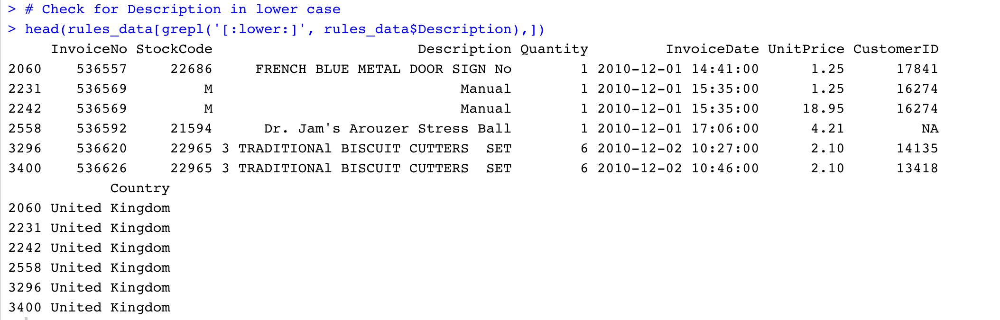 > # Check for Description in lower case
> head(rules_data[grepl('[:lower:]', rules_data$Description),])
     InvoiceNo StockCode                        Description Quantity         InvoiceDate UnitPrice CustomerID
2060    536557     22686     FRENCH BLUE METAL DOOR SIGN No        1 2010-12-01 14:41:00      1.25      17841
2231    536569         M                             Manual        1 2010-12-01 15:35:00      1.25      16274
2242    536569         M                             Manual        1 2010-12-01 15:35:00     18.95      16274
2558    536592     21594      Dr. Jam's Arouzer Stress Ball        1 2010-12-01 17:06:00      4.21         NA
3296    536620     22965 3 TRADITIONAl BISCUIT CUTTERS  SET        6 2010-12-02 10:27:00      2.10      14135
3400    536626     22965 3 TRADITIONAl BISCUIT CUTTERS  SET        6 2010-12-02 10:46:00      2.10      13418
            Country
2060 United Kingdom
2231 United Kingdom
2242 United Kingdom
2558 United Kingdom
3296 United Kingdom
3400 United Kingdom